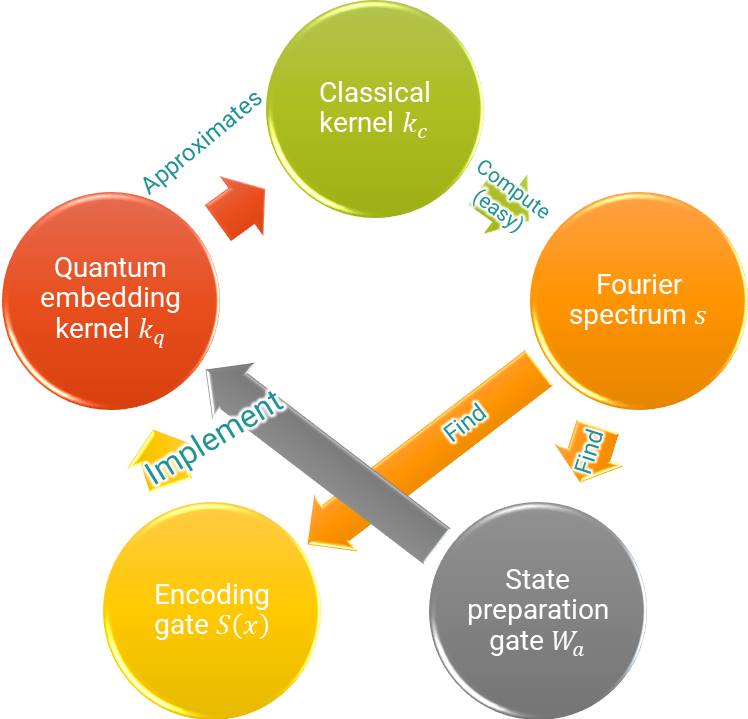 Classical
kernel k_c
Approximates
Compute
(easy)
Quantum
embedding
kernel k_q
Fourier
spectrum s
Implement
Find
Find
Encoding
gate S(x)
State
preparation
gate W_a